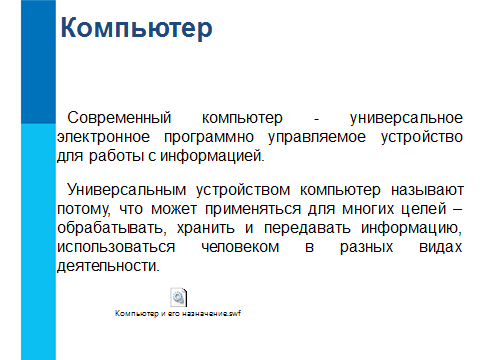 Компьютер
Современный компьютер - универсальное
электронное программно управляемое устройство
для работы с информацией.
Универсальным устройством компьютер называют
потому, что может применяться для многих целей –
обрабатывать, хранить и передавать информацию,
использоваться человеком в разных видах
деятельности.
Компьютер и его назначение.swf